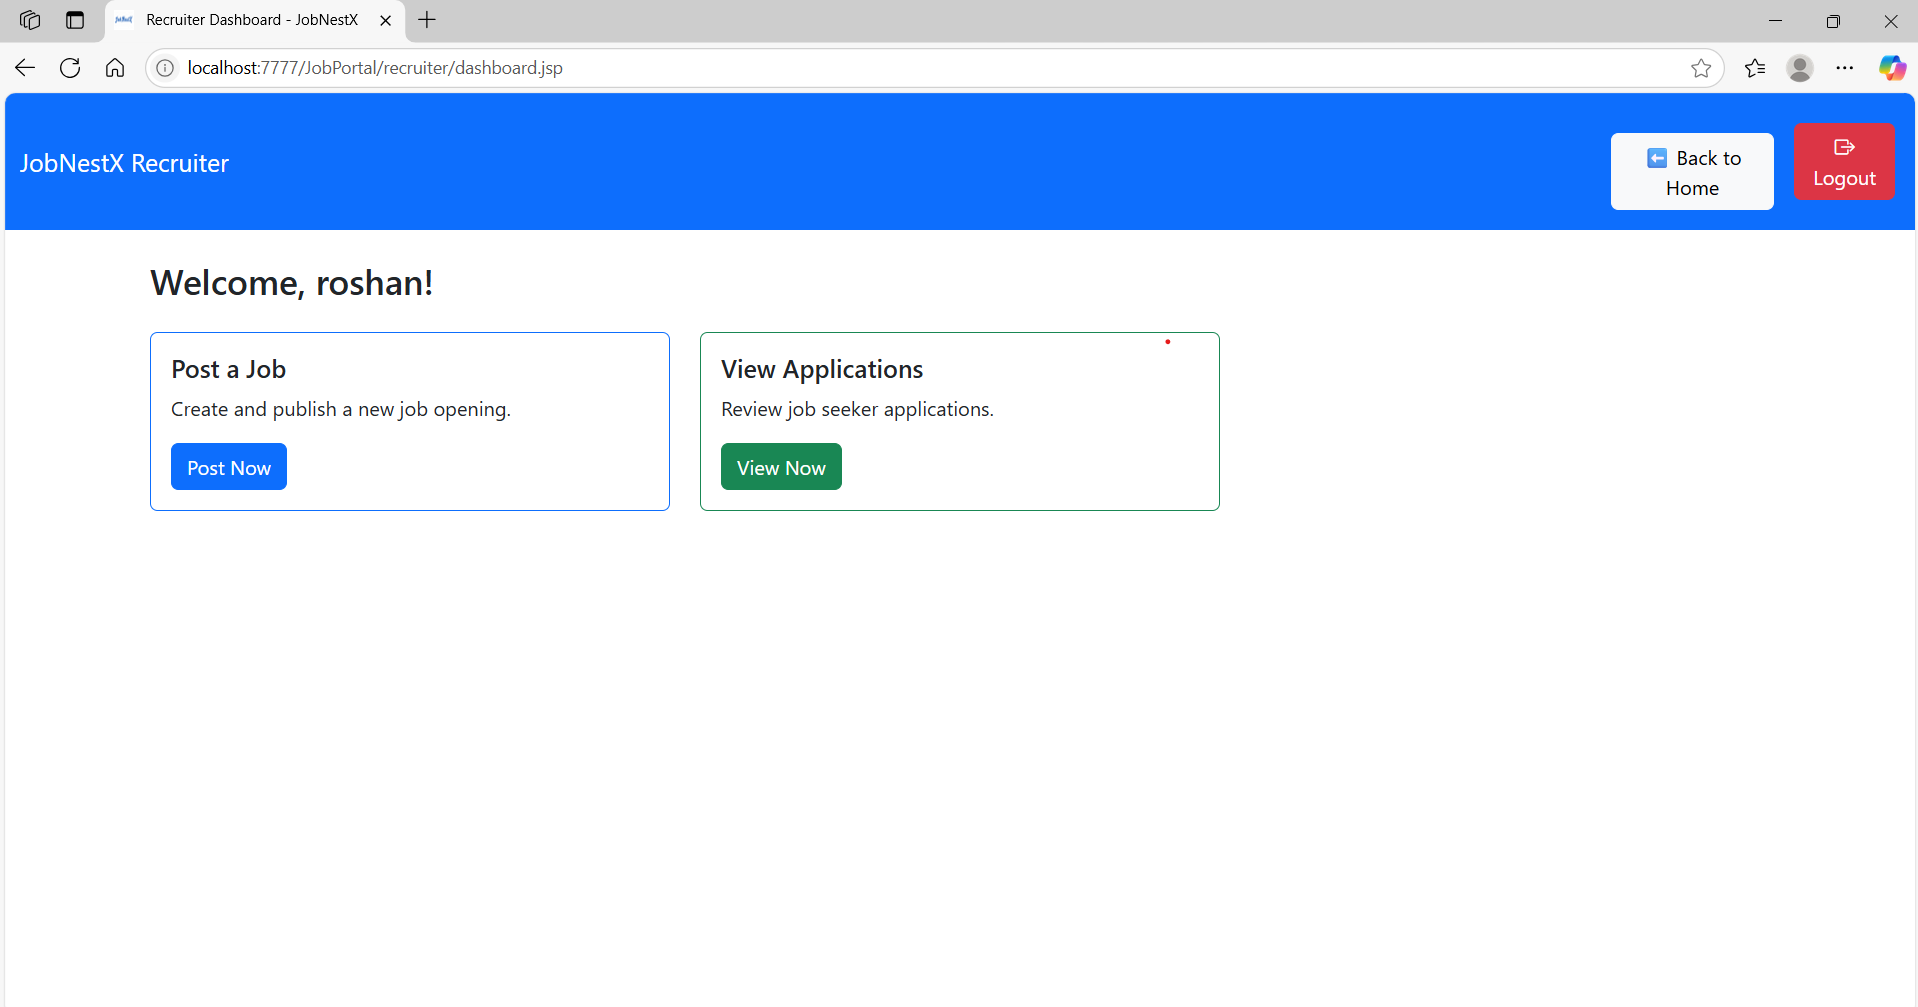 Recruiter Dashboard - JobNestX
localhost:7777/JobPortal/recruiter/dashboard.jsp
JobNestX Recruiter
Back to
Home
Logout
Welcome, roshan!
Post a Job
Create and publish a new job opening.
Post Now
View Applications
Review job seeker applications.
View Now